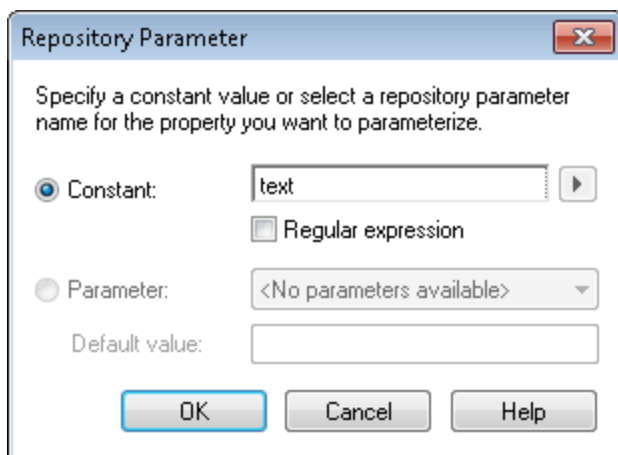 Repository Parameter
Specify a constant value or select a repository parameter
name for the property you want to parameterize.
Constant: text
Regular expression
Parameter: <No parameters available>
Default value:
OK Cancel Help